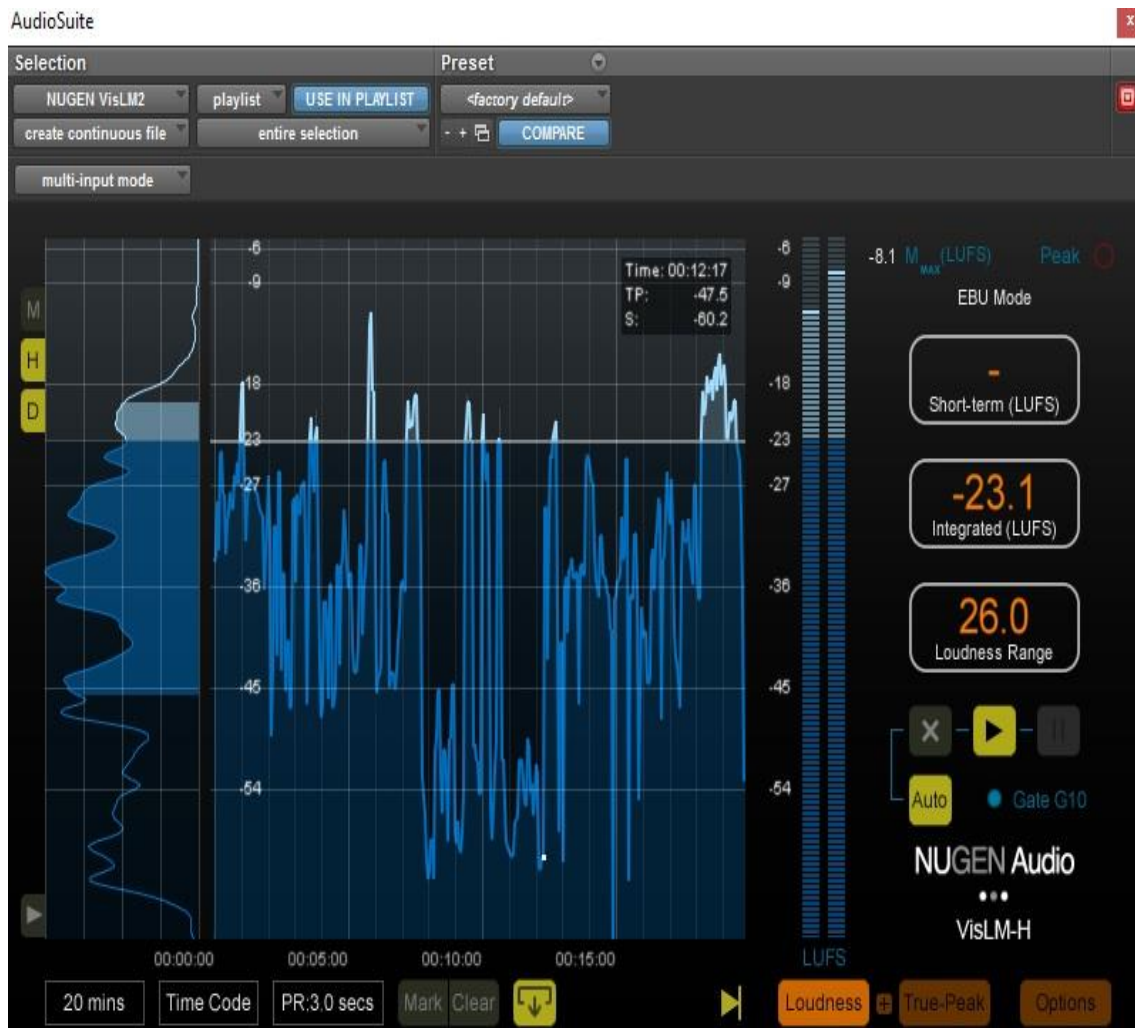 AudioSuite
x
Selection
Preset
NUGEN VisLM2
playlist
USE IN PLAYLIST
<factory default>
create continuous file
entire selection
- +
COMPARE
multi-input mode
M
H
D
-6
-9
-18
-23
-27
-36
-45
-54
Time: 00:12:17
TP: -47.5
S: -60.2
-6
-9
-18
-23
-27
-36
-45
-54
LUFS
-8.1 M MAX (LUFS)
Peak
EBU Mode
-
Short-term (LUFS)
-23.1
Integrated (LUFS)
26.0
Loudness Range
Auto
Gate G10
NUGEN Audio
VisLM-H
00:00:00 00:05:00 00:10:00 00:15:00
20 mins
Time Code
PR:3.0 secs
Mark
Clear
Loudness
+
True-Peak
Options